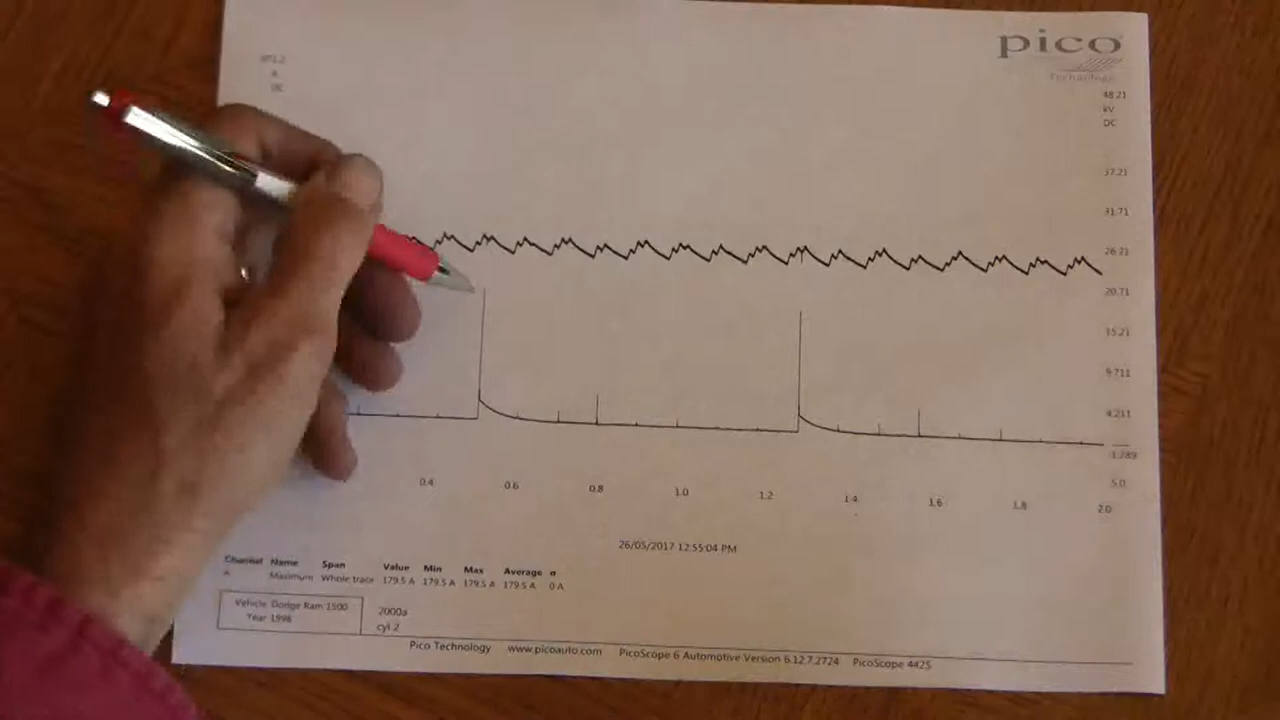 pico
Technology
A
DC
48.21
kV
DC
37.21
31.71
26.21
20.71
15.21
9.711
4.211
-1.289
5.0
0.4 0.6 0.8 1.0 1.2 1.4 1.6 1.8 2.0
26/05/2017 12:55:04 PM
Channel Name Span Value Min Max Average σ
A Maximum Whole trace 179.5 A 179.5 A 179.5 A 179.5 A 0 A
Vehicle: Dodge Ram 1500
Year 1998
2000a
cyl 2
Pico Technology www.picoauto.com PicoScope 6 Automotive Version 6.12.7.2724 PicoScope 4425